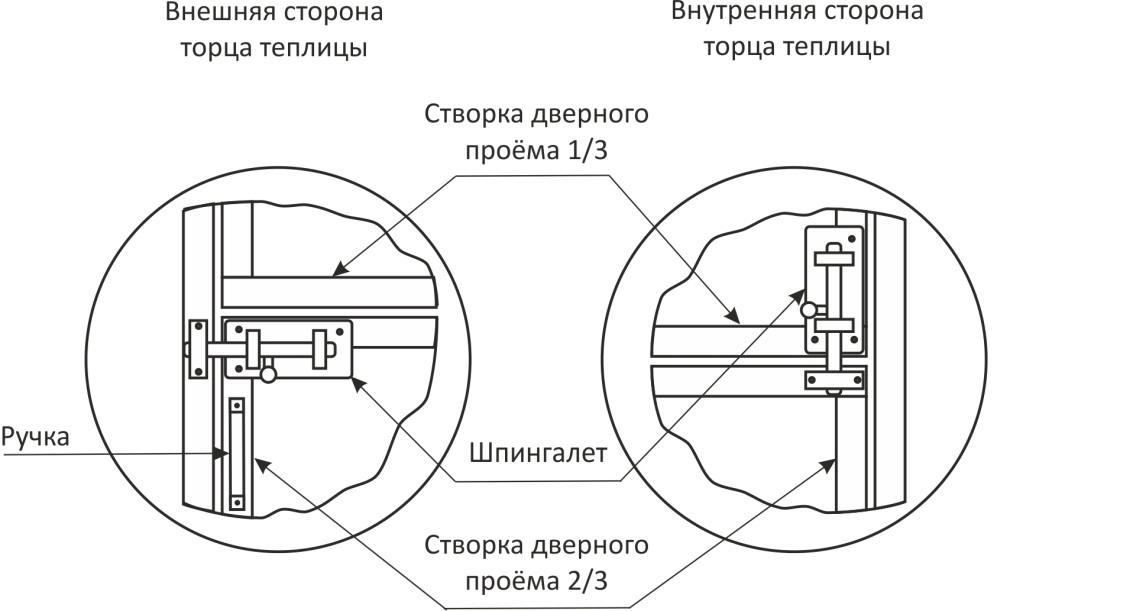 Внешняя сторона
торца теплицы
Внутренняя сторона
торца теплицы
Створка дверного
проёма 1/3
Ручка
Шпингалет
Створка дверного
проёма 2/3